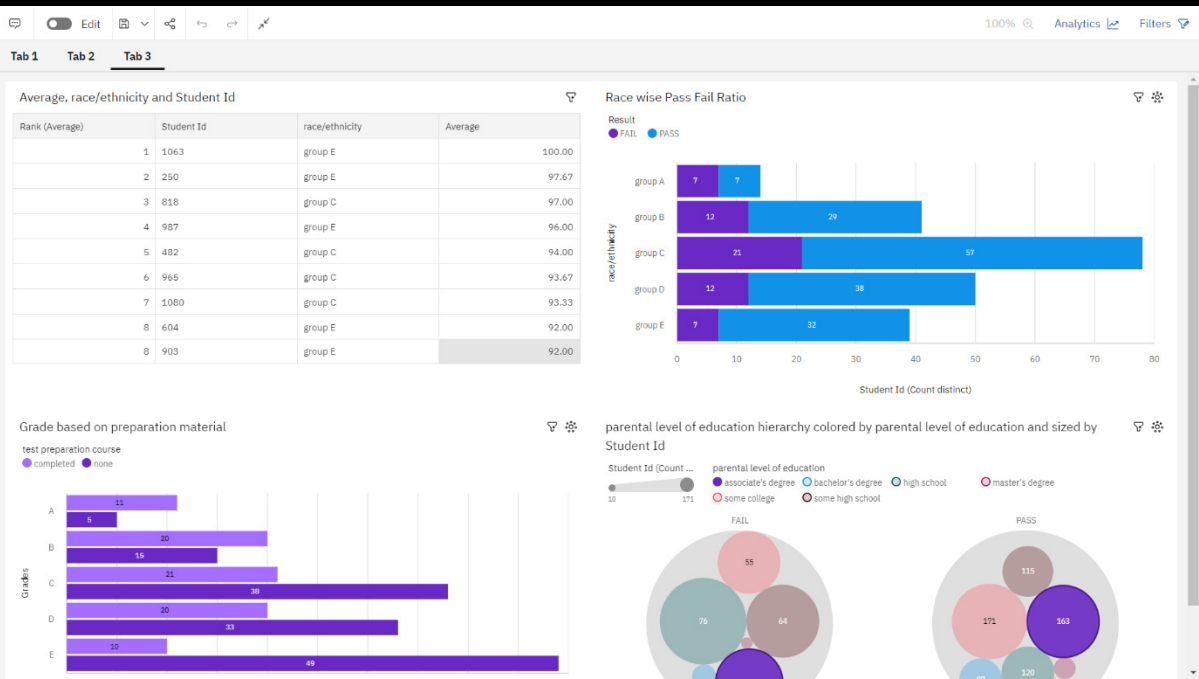 Edit
100% Analytics Filters
Tab 1 Tab 2 Tab 3
Average, race/ethnicity and Student Id
Rank (Average) Student Id race/ethnicity Average
1 1063 group E 100.00
2 250 group E 97.67
3 818 group C 97.00
4 987 group E 96.00
5 482 group C 94.00
6 965 group C 93.67
7 1080 group C 93.33
8 604 group E 92.00
8 903 group E 92.00
Race wise Pass Fail Ratio
Result
FAIL PASS
race/ethnicity
group A 7 7
group B 12 29
group C 21 57
group D 12 38
group E 7 32
0 10 20 30 40 50 60 70 80
Student Id (Count distinct)
Grade based on preparation material
test preparation course
completed none
Grades
A 11
5
B 20
15
C 21
38
D 20
33
E 10
49
parental level of education hierarchy colored by parental level of education and sized by
Student Id
Student Id (Count ... parental level of education
10 171
associate's degree bachelor's degree high school master's degree
some college some high school
FAIL PASS
55
76 64
115
171 163
120